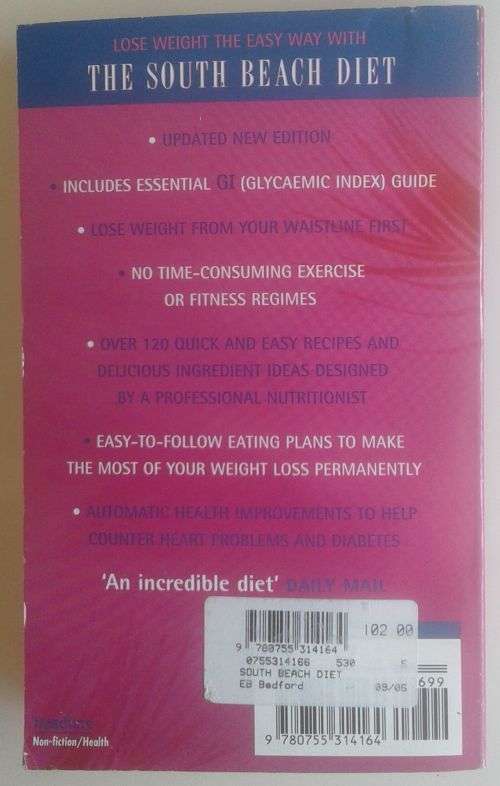 LOSE WEIGHT THE EASY WAY WITH
THE SOUTH BEACH DIET
• UPDATED NEW EDITION
• INCLUDES ESSENTIAL GI (GLYCAEMIC INDEX) GUIDE
• LOSE WEIGHT FROM YOUR WAISTLINE FIRST
• NO TIME-CONSUMING EXERCISE
OR FITNESS REGIMES
• OVER 120 QUICK AND EASY RECIPES AND
DELICIOUS INGREDIENT IDEAS DESIGNED
BY A PROFESSIONAL NUTRITIONIST
• EASY-TO-FOLLOW EATING PLANS TO MAKE
THE MOST OF YOUR WEIGHT LOSS PERMANENTLY
• AUTOMATIC HEALTH IMPROVEMENTS TO HELP
COUNTER HEART PROBLEMS AND DIABETES
'An incredible diet' DAILY MAIL
102 00
9 780755 314164
0755314166 530 5
SOUTH BEACH DIET
EB Bedford 09/06
699
headline
Non-fiction/Health
9 780755 314164